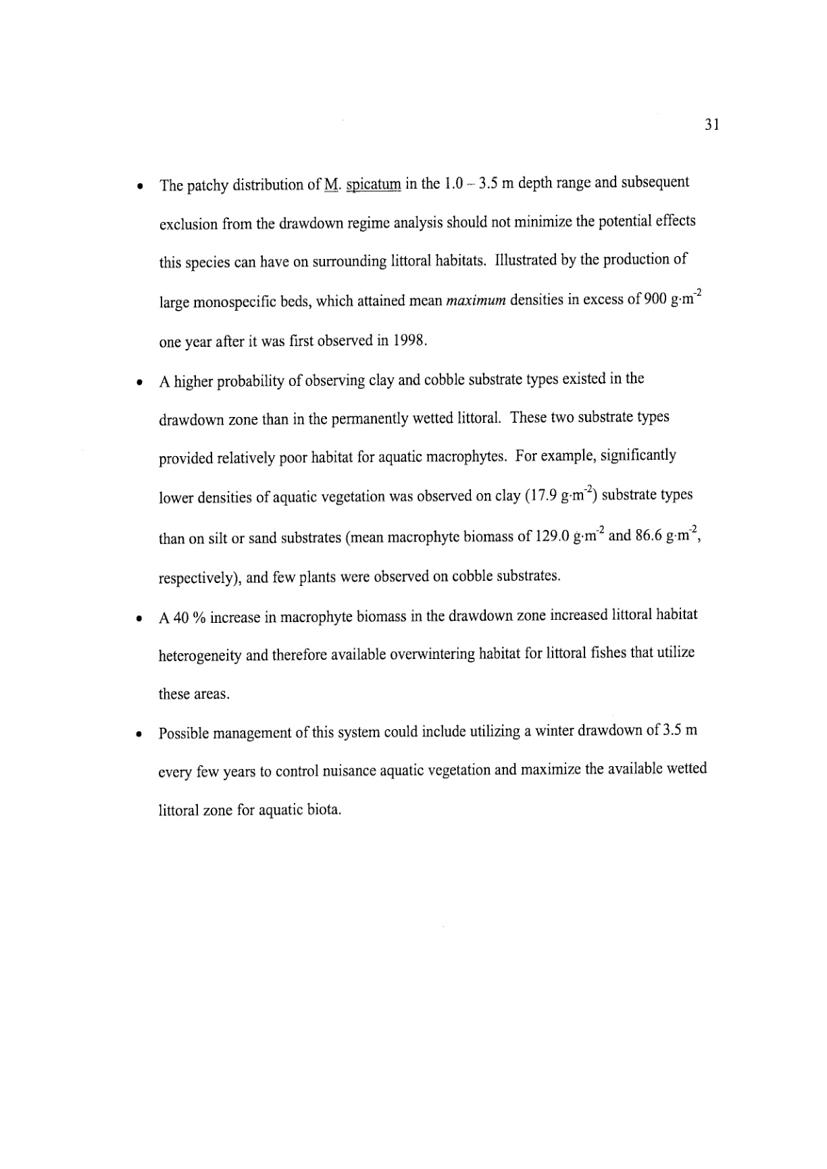 31
• The patchy distribution of M. spicatum in the 1.0 – 3.5 m depth range and subsequent
exclusion from the drawdown regime analysis should not minimize the potential effects
this species can have on surrounding littoral habitats. Illustrated by the production of
large monospecific beds, which attained mean maximum densities in excess of 900 g·m⁻²
one year after it was first observed in 1998.
• A higher probability of observing clay and cobble substrate types existed in the
drawdown zone than in the permanently wetted littoral. These two substrate types
provided relatively poor habitat for aquatic macrophytes. For example, significantly
lower densities of aquatic vegetation was observed on clay (17.9 g·m⁻²) substrate types
than on silt or sand substrates (mean macrophyte biomass of 129.0 g·m⁻² and 86.6 g·m⁻²,
respectively), and few plants were observed on cobble substrates.
• A 40 % increase in macrophyte biomass in the drawdown zone increased littoral habitat
heterogeneity and therefore available overwintering habitat for littoral fishes that utilize
these areas.
• Possible management of this system could include utilizing a winter drawdown of 3.5 m
every few years to control nuisance aquatic vegetation and maximize the available wetted
littoral zone for aquatic biota.